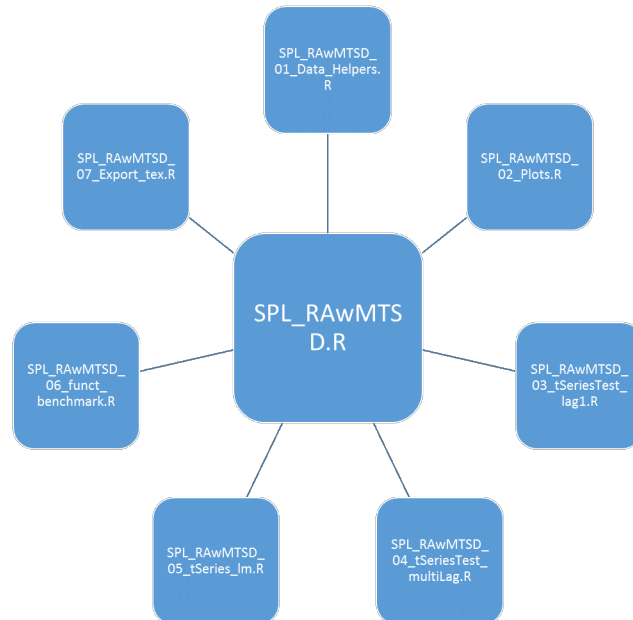 SPL_RAwMTSD_
01_Data_Helpers.
R
SPL_RAwMTSD_
07_Export_tex.R
SPL_RAwMTSD_
02_Plots.R
SPL_RAwMTS
D.R
SPL_RAwMTSD_
06_funct_
benchmark.R
SPL_RAwMTSD_
03_tSeriesTest_
lag1.R
SPL_RAwMTSD_
05_tSeries_lm.R
SPL_RAwMTSD_
04_tSeriesTest_
multiLag.R